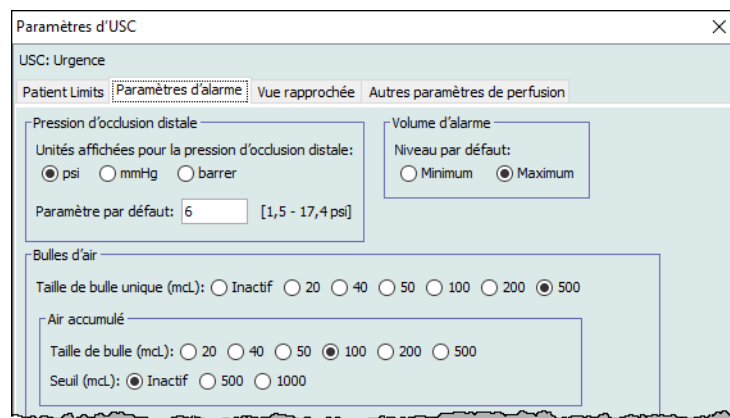 Paramètres d'USC
USC: Urgence
Patient Limits Paramètres d'alarme Vue rapprochée Autres paramètres de perfusion
Pression d'occlusion distale
Unités affichées pour la pression d'occlusion distale:
psi mmHg barrer
Paramètre par défaut: 6 [1,5 - 17,4 psi]
Volume d'alarme
Niveau par défaut:
Minimum Maximum
Bulles d'air
Taille de bulle unique (mcL): Inactif 20 40 50 100 200 500
Air accumulé
Taille de bulle (mcL): 20 40 50 100 200 500
Seuil (mcL): Inactif 500 1000